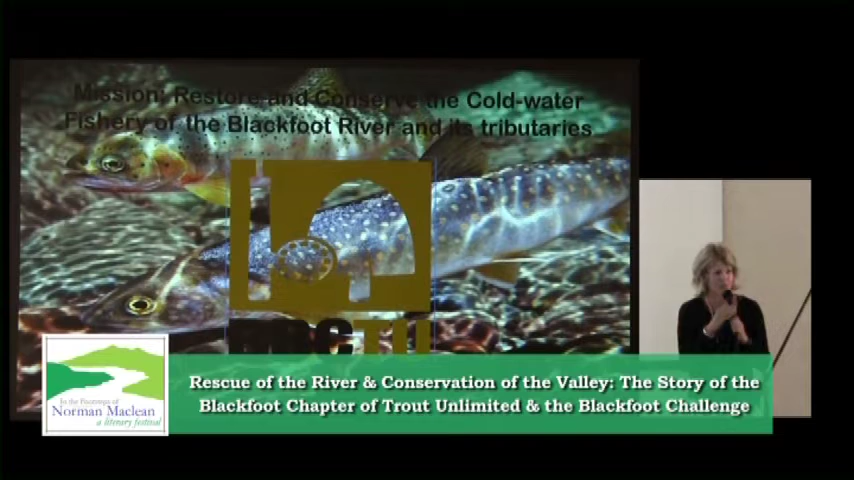 Mission: Restore and Conserve the Cold-water
Fishery of the Blackfoot River and its tributaries
BBCTU
In the Footsteps of
Norman Maclean
a literary festival
Rescue of the River & Conservation of the Valley: The Story of the
Blackfoot Chapter of Trout Unlimited & the Blackfoot Challenge